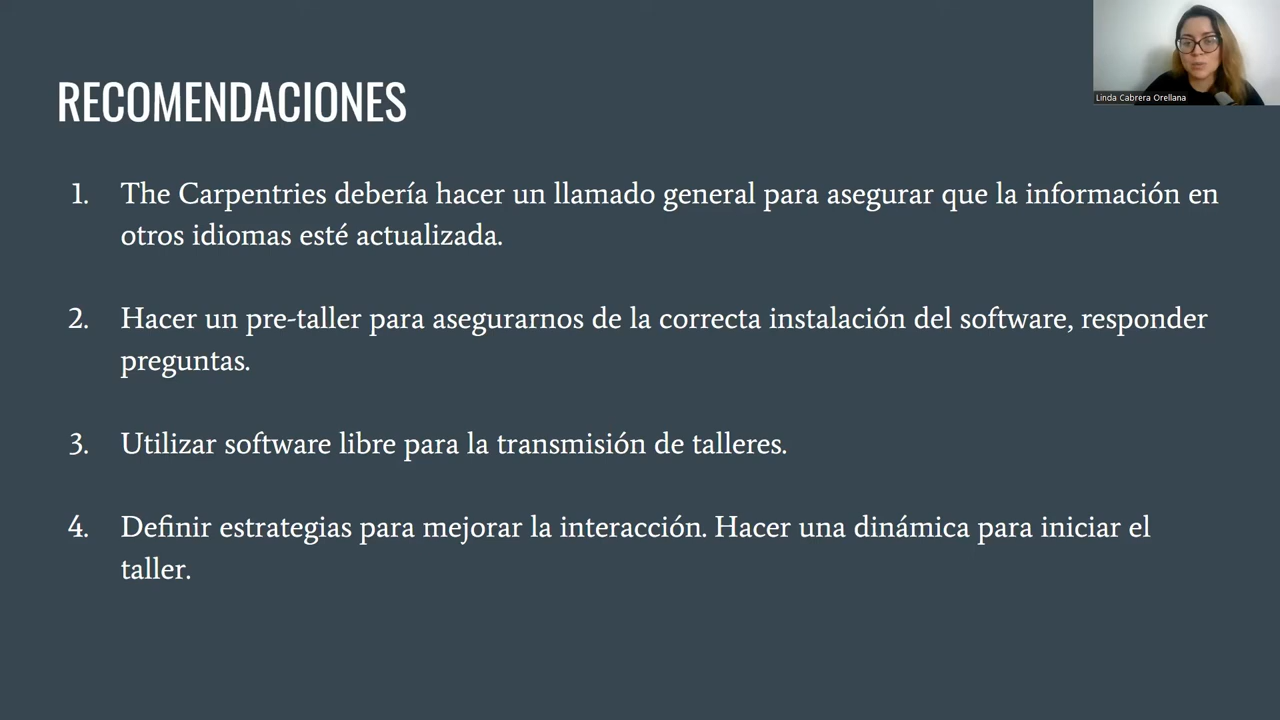 RECOMENDACIONES
Linda Cabrera Orellana
1. The Carpentries debería hacer un llamado general para asegurar que la información en
otros idiomas esté actualizada.
2. Hacer un pre-taller para asegurarnos de la correcta instalación del software, responder
preguntas.
3. Utilizar software libre para la transmisión de talleres.
4. Definir estrategias para mejorar la interacción. Hacer una dinámica para iniciar el
taller.